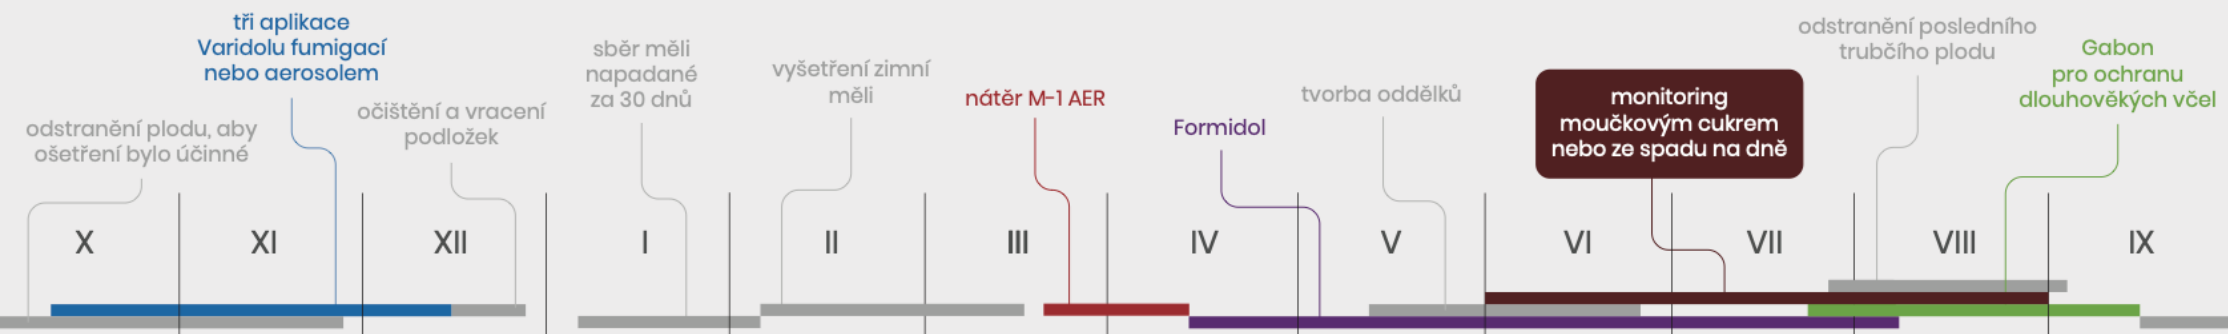 tři aplikace
Varidolu fumigací
nebo aerosolem
odstranění plodu, aby
ošetření bylo účinné
očištění a vracení
podložek
sběr měli
napadané
za 30 dnů
vyšetření zimní
měli
nátěr M-1 AER
Formidol
tvorba oddělků
monitoring
moučkovým cukrem
nebo ze spadu na dně
odstranění posledního
trubčího plodu
Gabon
pro ochranu
dlouhověkých včel
X XI XII I II III IV V VI VII VIII IX